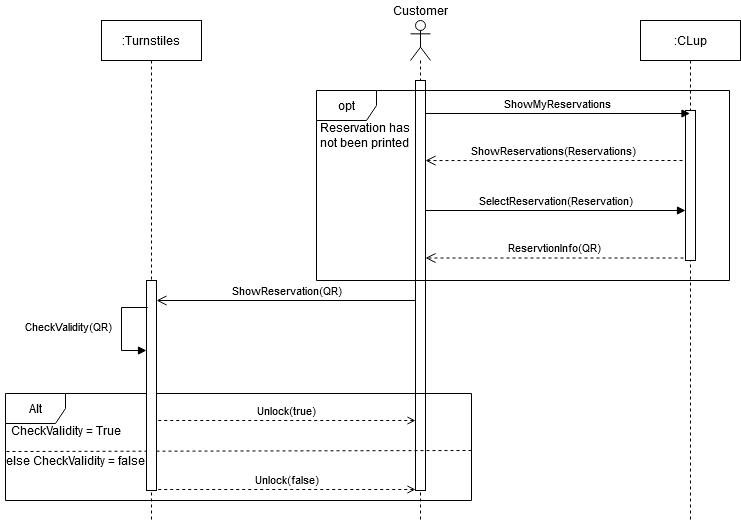 Customer
:Turnstiles
:CLup
opt
Reservation has
not been printed
ShowMyReservations
ShowReservations(Reservations)
SelectReservation(Reservation)
ReservtionInfo(QR)
ShowReservation(QR)
CheckValidity(QR)
Alt
CheckValidity = True
Unlock(true)
else CheckValidity = false
Unlock(false)